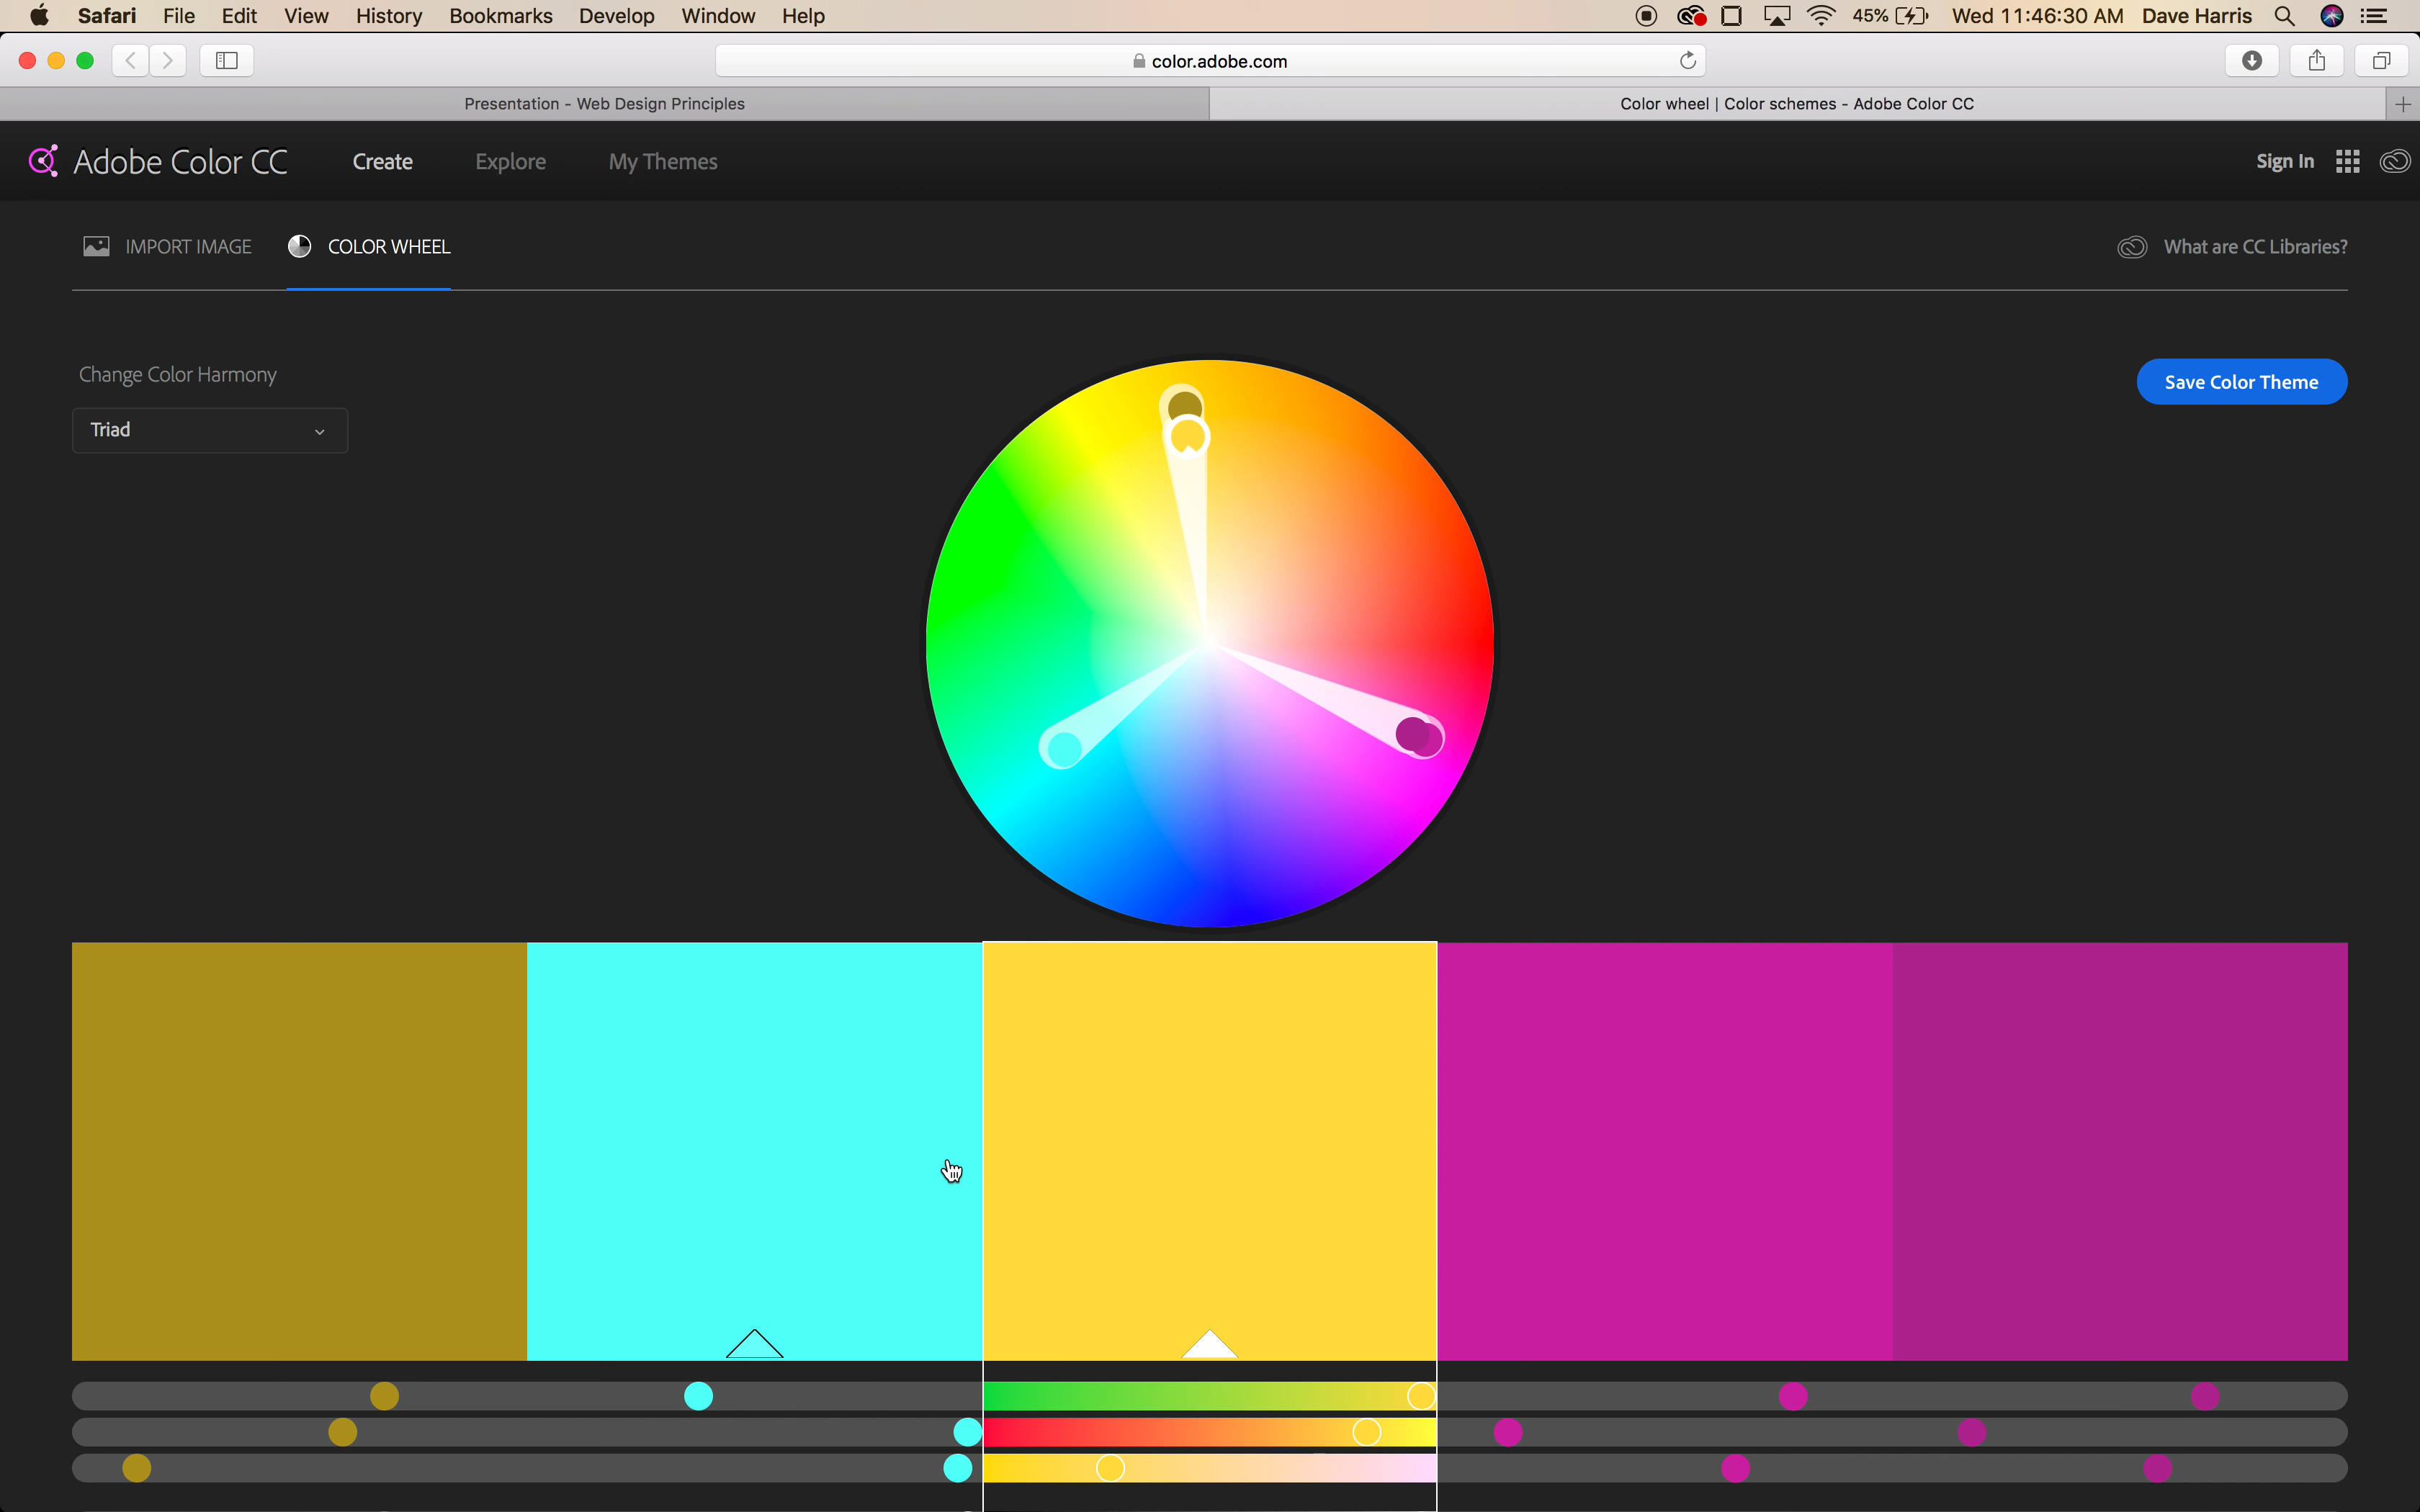 Safari File Edit View History Bookmarks Develop Window Help 45% Wed 11:46:30 AM Dave Harris
color.adobe.com
Presentation - Web Design Principles Color wheel | Color schemes - Adobe Color CC
Adobe Color CC Create Explore My Themes Sign In
IMPORT IMAGE COLOR WHEEL What are CC Libraries?
Change Color Harmony
Save Color Theme
Triad